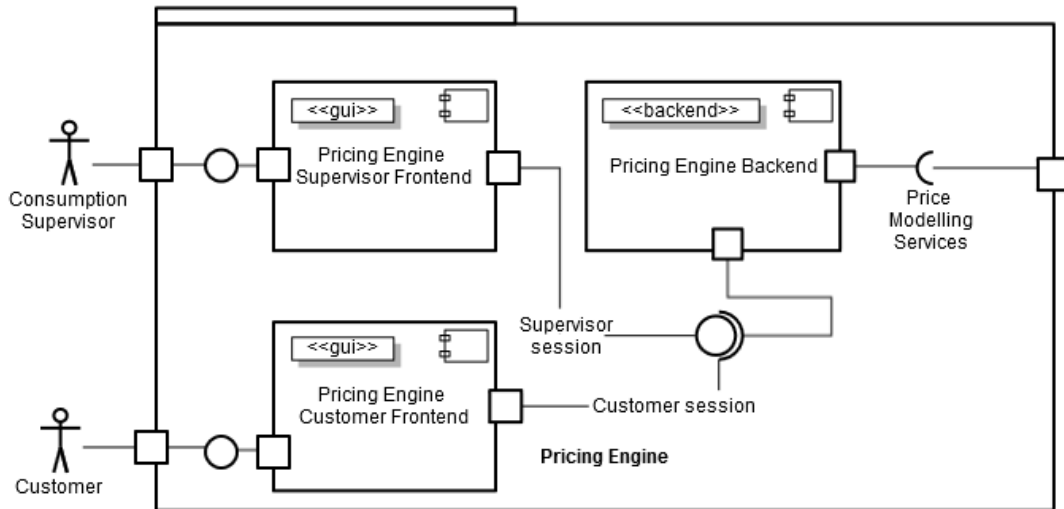 <<gui>>
Pricing Engine
Supervisor Frontend
<<backend>>
Pricing Engine Backend
Consumption
Supervisor
Price
Modelling
Services
Supervisor
session
<<gui>>
Pricing Engine
Customer Frontend
Customer session
Pricing Engine
Customer